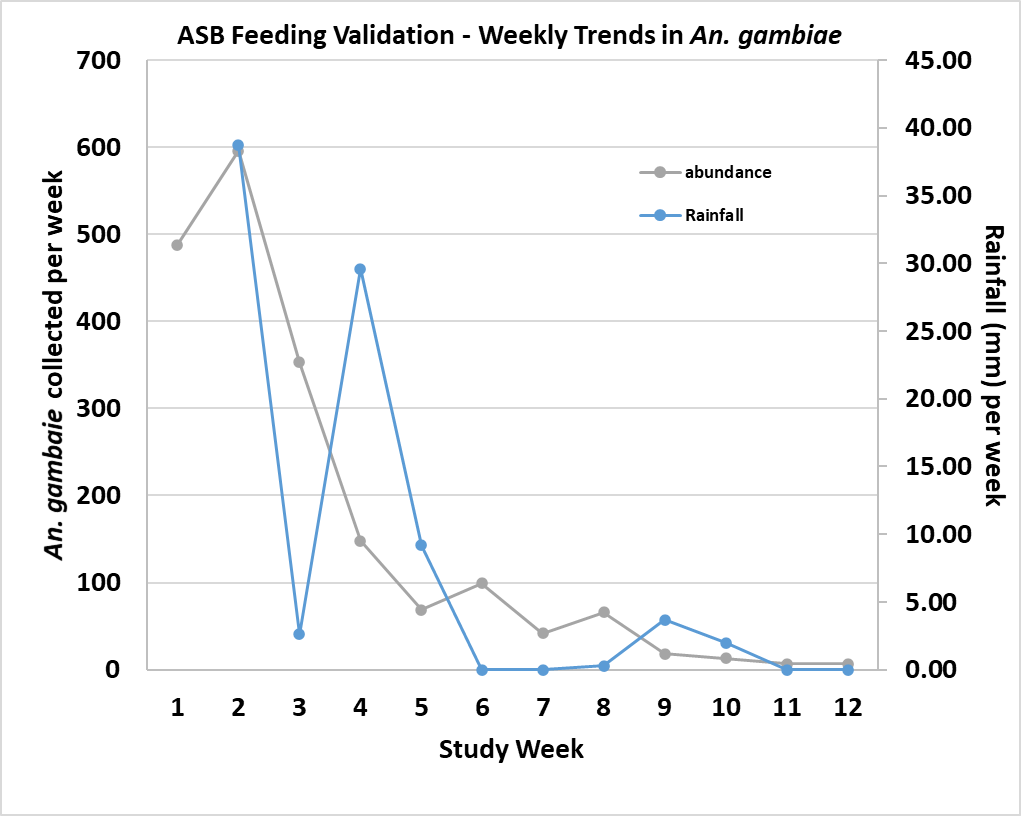 ASB Feeding Validation - Weekly Trends in An. gambiae
700
600
500
400
300
200
100
0
An. gambaie collected per week
45.00
40.00
35.00
30.00
25.00
20.00
15.00
10.00
5.00
0.00
Rainfall (mm) per week
abundance
Rainfall
1 2 3 4 5 6 7 8 9 10 11 12
Study Week